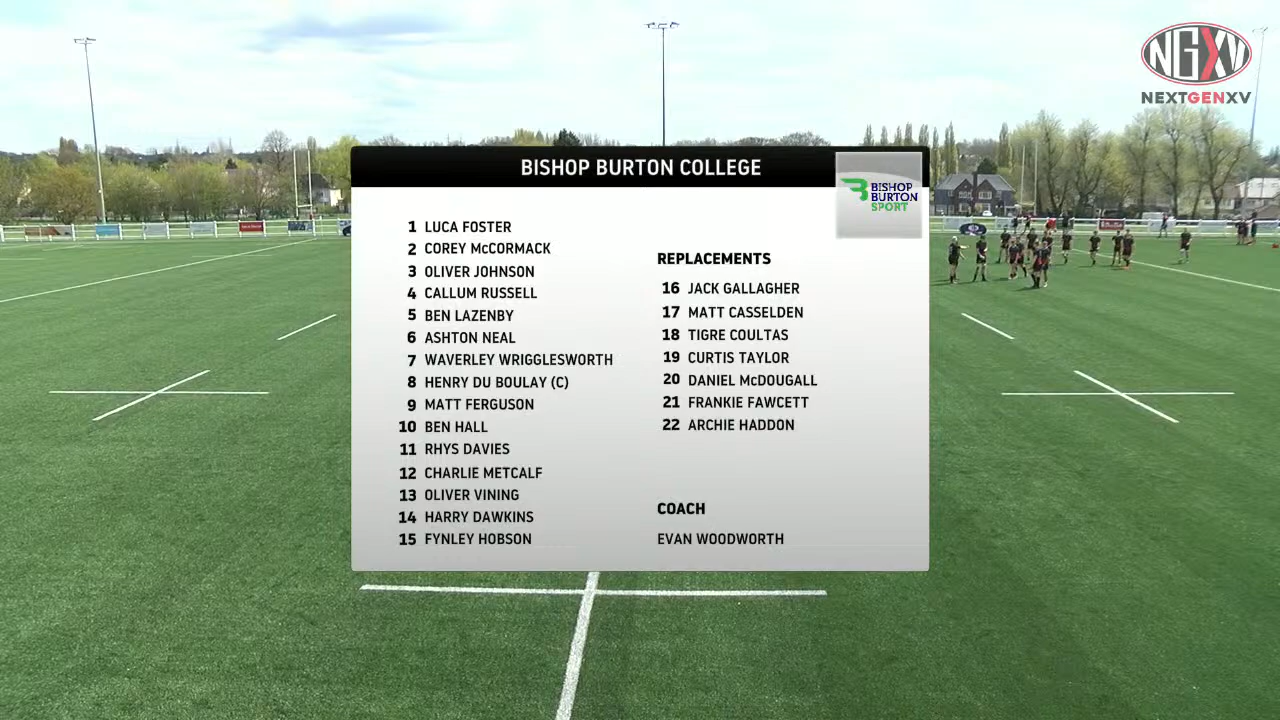 NGXV
NEXTGENXV
BISHOP BURTON COLLEGE
BISHOP
BURTON
SPORT
1 LUCA FOSTER
2 COREY McCORMACK
3 OLIVER JOHNSON
4 CALLUM RUSSELL
5 BEN LAZENBY
6 ASHTON NEAL
7 WAVERLEY WRIGGLESWORTH
8 HENRY DU BOULAY (C)
9 MATT FERGUSON
10 BEN HALL
11 RHYS DAVIES
12 CHARLIE METCALF
13 OLIVER VINING
14 HARRY DAWKINS
15 FYNLEY HOBSON
REPLACEMENTS
16 JACK GALLAGHER
17 MATT CASSELDEN
18 TIGRE COULTAS
19 CURTIS TAYLOR
20 DANIEL McDOUGALL
21 FRANKIE FAWCETT
22 ARCHIE HADDON
COACH
EVAN WOODWORTH